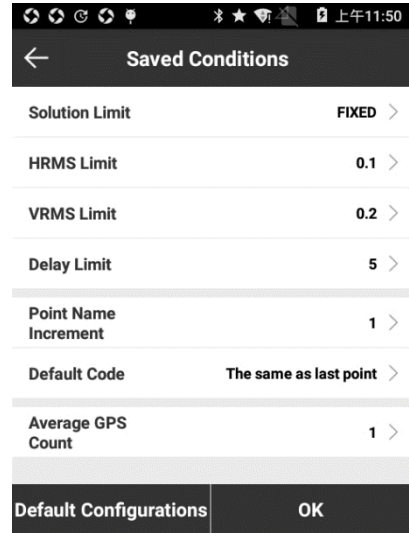 上午11:50
Saved Conditions
Solution Limit FIXED
HRMS Limit 0.1
VRMS Limit 0.2
Delay Limit 5
Point Name
Increment 1
Default Code The same as last point
Average GPS
Count 1
Default Configurations OK